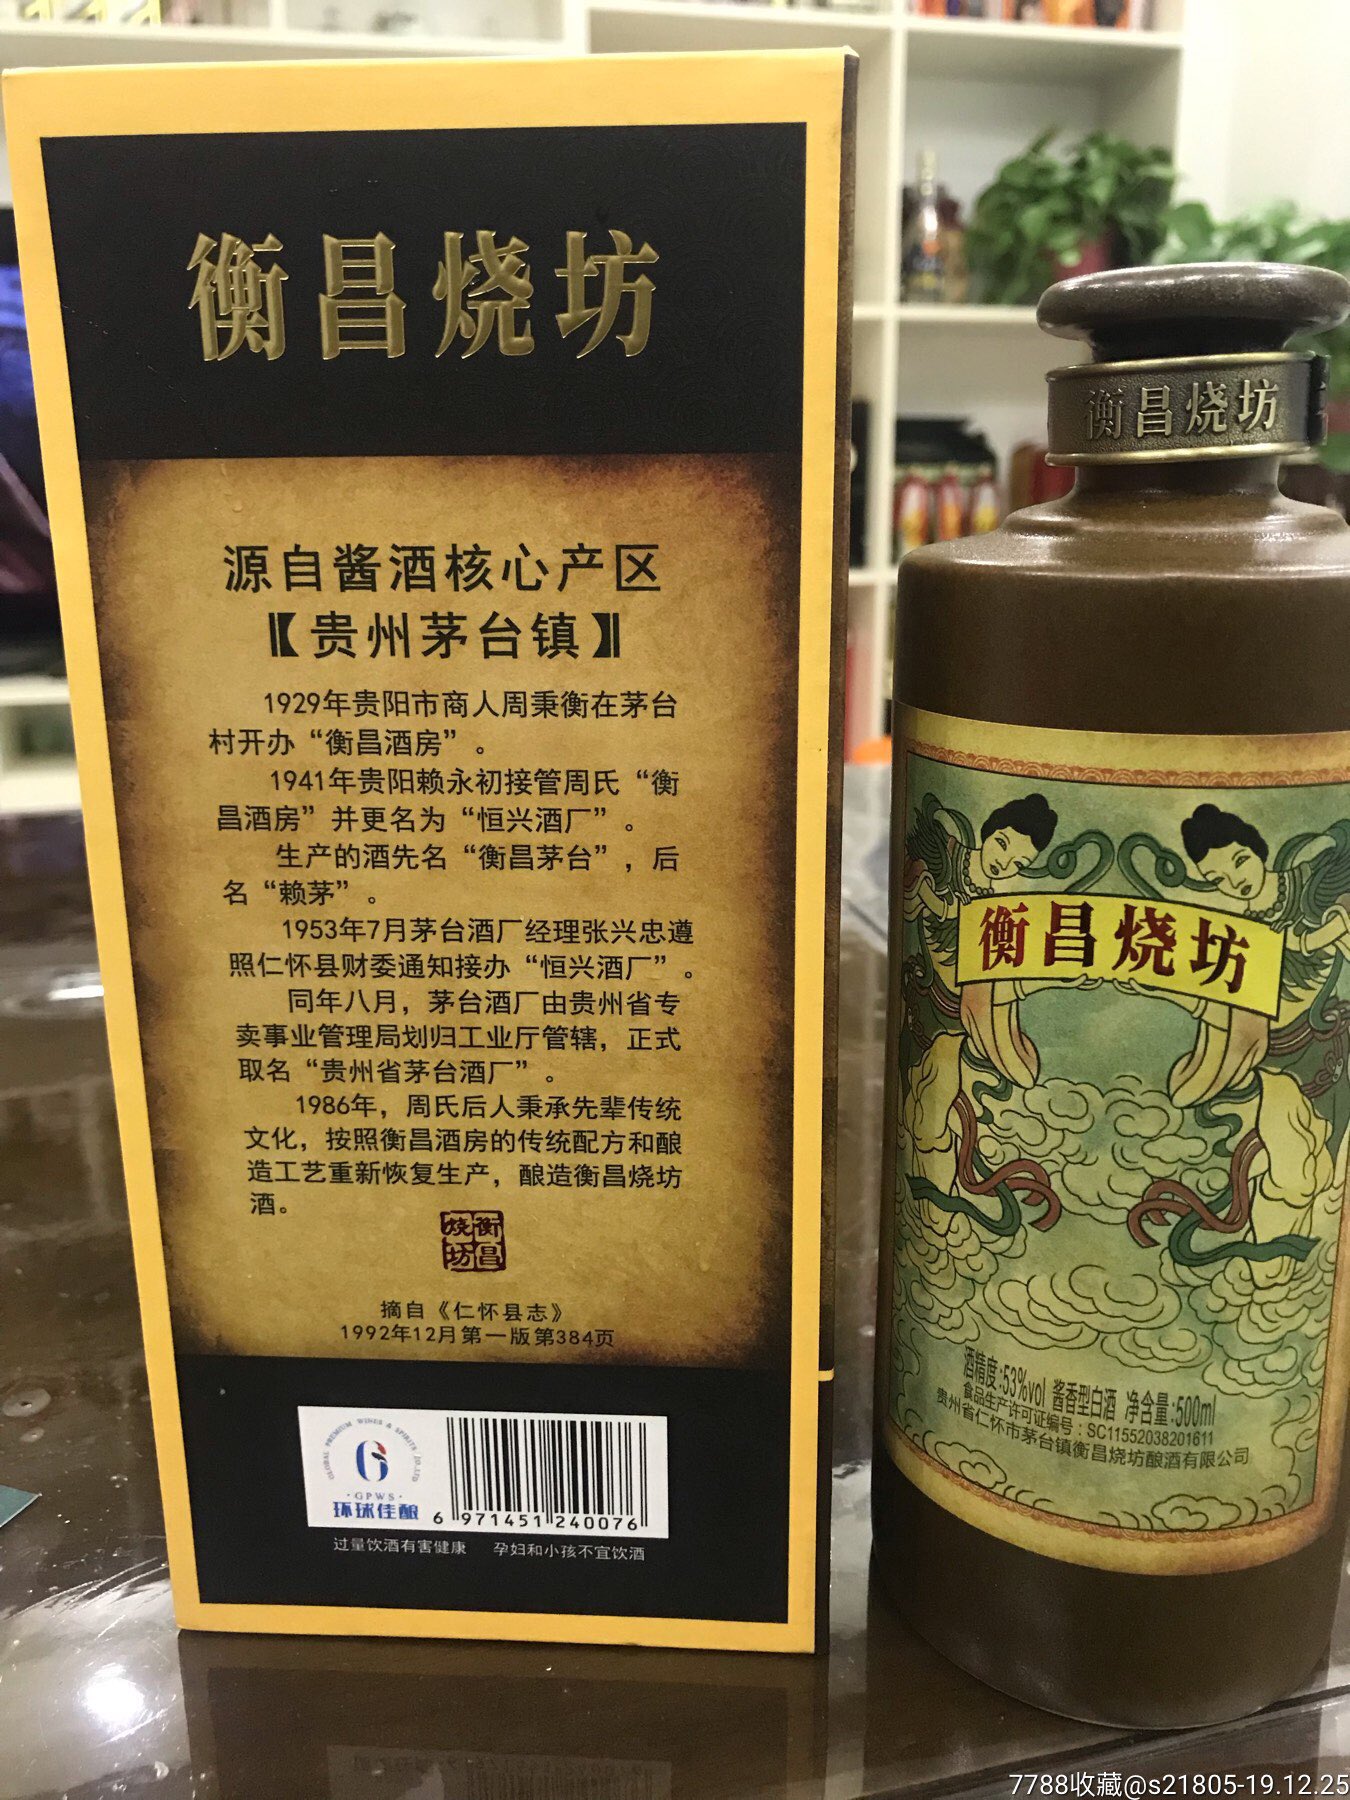 衡昌烧坊
源自酱酒核心产区
【贵州茅台镇】
1929年贵阳市商人周秉衡在茅台
村开办“衡昌酒房”。
1941年贵阳赖永初接管周氏“衡
昌酒房”并更名为“恒兴酒厂”。
生产的酒先名“衡昌茅台”，后
名“赖茅”。
1953年7月茅台酒厂经理张兴忠遵
照仁怀县财委通知接办“恒兴酒厂”。
同年八月，茅台酒厂由贵州省专
卖事业管理局划归工业厅管辖，正式
取名“贵州省茅台酒厂”。
1986年，周氏后人秉承先辈传统
文化，按照衡昌酒房的传统配方和酿
造工艺重新恢复生产，酿造衡昌烧坊
酒。
衡昌烧坊
摘自《仁怀县志》
1992年12月第一版第384页
GLOBAL PREMIUM WINES & SPIRITS CO.,LTD
·GPWS·
环球佳酿
6 971451 240076
过量饮酒有害健康 孕妇和小孩不宜饮酒
衡昌烧坊
衡昌烧坊
酒精度:53%vol 酱香型白酒 净含量:500ml
食品生产许可证编号：SC11552038201611
贵州省仁怀市茅台镇衡昌烧坊酿酒有限公司
7788收藏@s21805-19.12.25